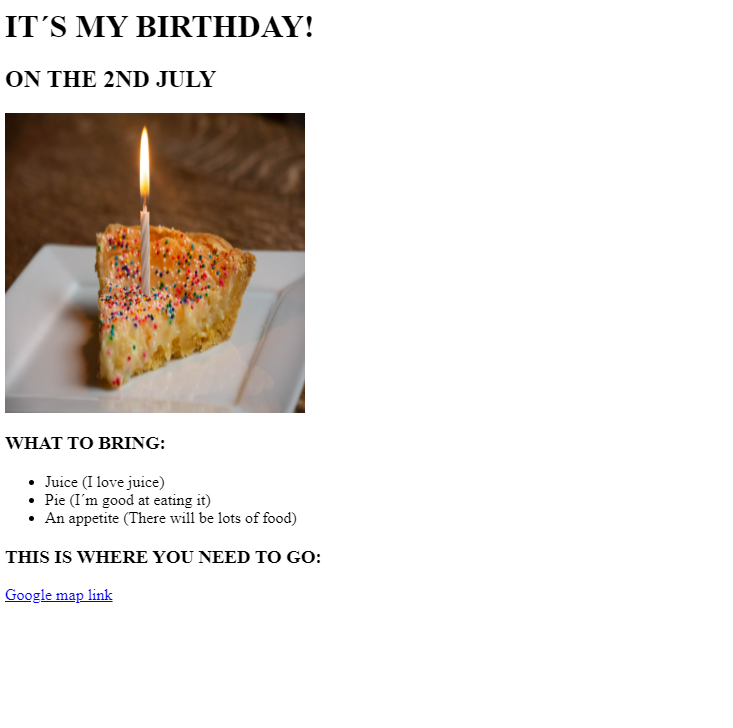 IT´S MY BIRTHDAY!
ON THE 2ND JULY
WHAT TO BRING:
Juice (I love juice)
Pie (I´m good at eating it)
An appetite (There will be lots of food)
THIS IS WHERE YOU NEED TO GO:
Google map link